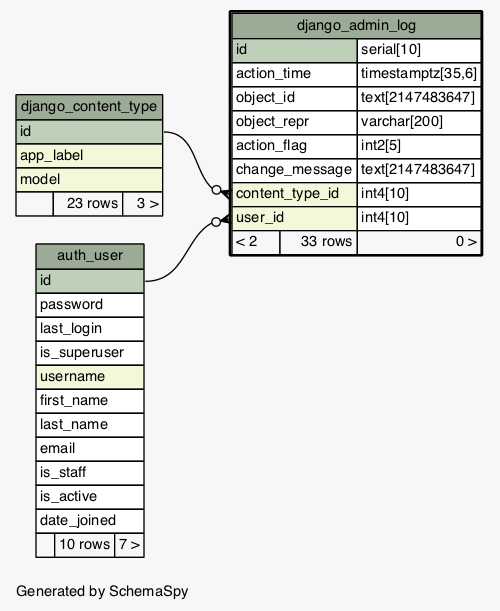 django_admin_log
id serial[10]
action_time timestamptz[35,6]
object_id text[2147483647]
object_repr varchar[200]
action_flag int2[5]
change_message text[2147483647]
content_type_id int4[10]
user_id int4[10]
< 2 33 rows 0 >
django_content_type
id
app_label
model
23 rows 3 >
auth_user
id
password
last_login
is_superuser
username
first_name
last_name
email
is_staff
is_active
date_joined
10 rows 7 >
Generated by SchemaSpy